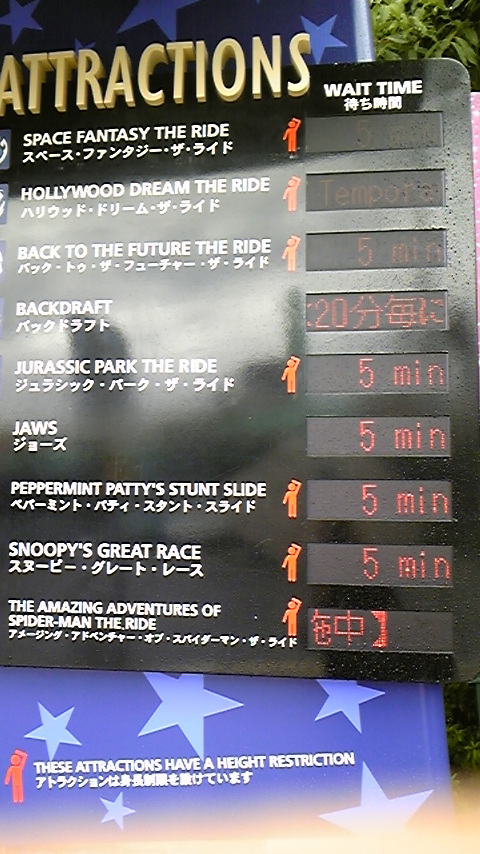 ATTRACTIONS
WAIT TIME
待ち時間
SPACE FANTASY THE RIDE
スペース・ファンタジー・ザ・ライド
HOLLYWOOD DREAM THE RIDE
Tempora
ハリウッド・ドリーム・ザ・ライド
BACK TO THE FUTURE THE RIDE
5 min
バック・トゥ・ザ・フューチャー・ザ・ライド
BACKDRAFT
20分毎に
バックドラフト
JURASSIC PARK THE RIDE
5 min
ジュラシック・パーク・ザ・ライド
JAWS
5 min
ジョーズ
PEPPERMINT PATTY'S STUNT SLIDE
5 min
ペパーミント・パティ・スタント・スライド
SNOOPY'S GREAT RACE
5 min
スヌーピー・グレート・レース
THE AMAZING ADVENTURES OF
SPIDER-MAN THE RIDE
中】
アメージング・アドベンチャー・オブ・スパイダーマン・ザ・ライド
THESE ATTRACTIONS HAVE A HEIGHT RESTRICTION
アトラクションは身長制限を設けています